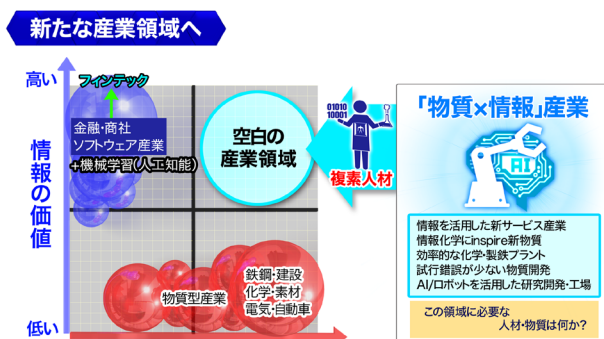 新たな産業領域へ
高い
フィンテック
金融・商社
ソフトウェア産業
+機械学習(人工知能)
情報の価値
低い
空白の
産業領域
物質型産業
鉄鋼・建設
化学・素材
電気・自動車
01010
10001
複素人材
「物質×情報」産業
AI
情報を活用した新サービス産業
情報化学にinspire新物質
効率的な化学・製鉄プラント
試行錯誤が少ない物質開発
AI/ロボットを活用した研究開発・工場
この領域に必要な
人材・物質は何か?